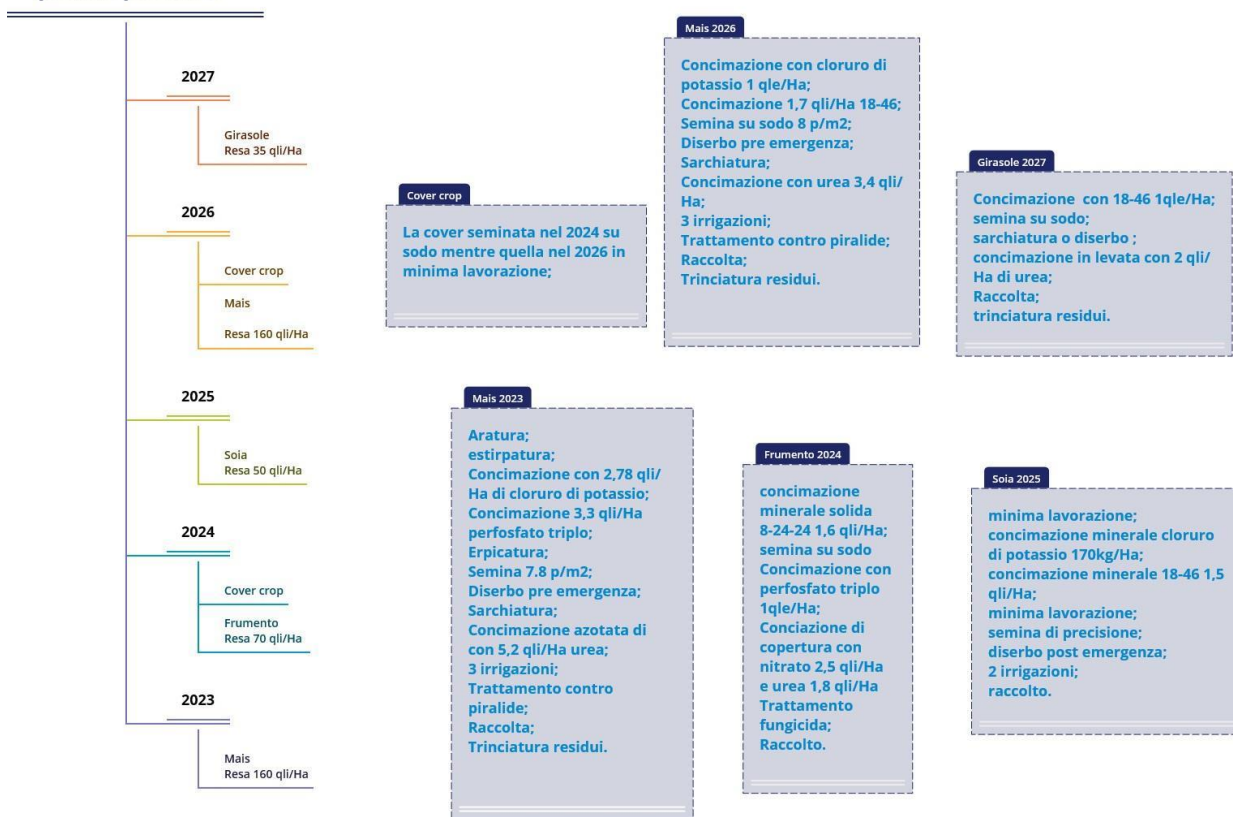 2027
Girasole
Resa 35 qli/Ha
2026
Cover crop
Mais
Resa 160 qli/Ha
2025
Soia
Resa 50 qli/Ha
2024
Cover crop
Frumento
Resa 70 qli/Ha
2023
Mais
Resa 160 qli/Ha
Cover crop
La cover seminata nel 2024 su
sodo mentre quella nel 2026 in
minima lavorazione;
Mais 2026
Concimazione con cloruro di
potassio 1 qle/Ha;
Concimazione 1,7 qli/Ha 18-46;
Semina su sodo 8 p/m2;
Diserbo pre emergenza;
Sarchiatura;
Concimazione con urea 3,4 qli/
Ha;
3 irrigazioni;
Trattamento contro piralide;
Raccolta;
Trinciatura residui.
Girasole 2027
Concimazione con 18-46 1qle/Ha;
semina su sodo;
sarchiatura o diserbo ;
concimazione in levata con 2 qli/
Ha di urea;
Raccolta;
trinciatura residui.
Mais 2023
Aratura;
estirpatura;
Concimazione con 2,78 qli/
Ha di cloruro di potassio;
Concimazione 3,3 qli/Ha
perfosfato triplo;
Erpicatura;
Semina 7.8 p/m2;
Diserbo pre emergenza;
Sarchiatura;
Concimazione azotata di
con 5,2 qli/Ha urea;
3 irrigazioni;
Trattamento contro
piralide;
Raccolta;
Trinciatura residui.
Frumento 2024
concimazione
minerale solida
8-24-24 1,6 qli/Ha;
semina su sodo
Concimazione con
perfosfato triplo
1qle/Ha;
Conciazione di
copertura con
nitrato 2,5 qli/Ha
e urea 1,8 qli/Ha
Trattamento
fungicida;
Raccolto.
Soia 2025
minima lavorazione;
concimazione minerale cloruro
di potassio 170kg/Ha;
concimazione minerale 18-46 1,5
qli/Ha;
minima lavorazione;
semina di precisione;
diserbo post emergenza;
2 irrigazioni;
raccolto.